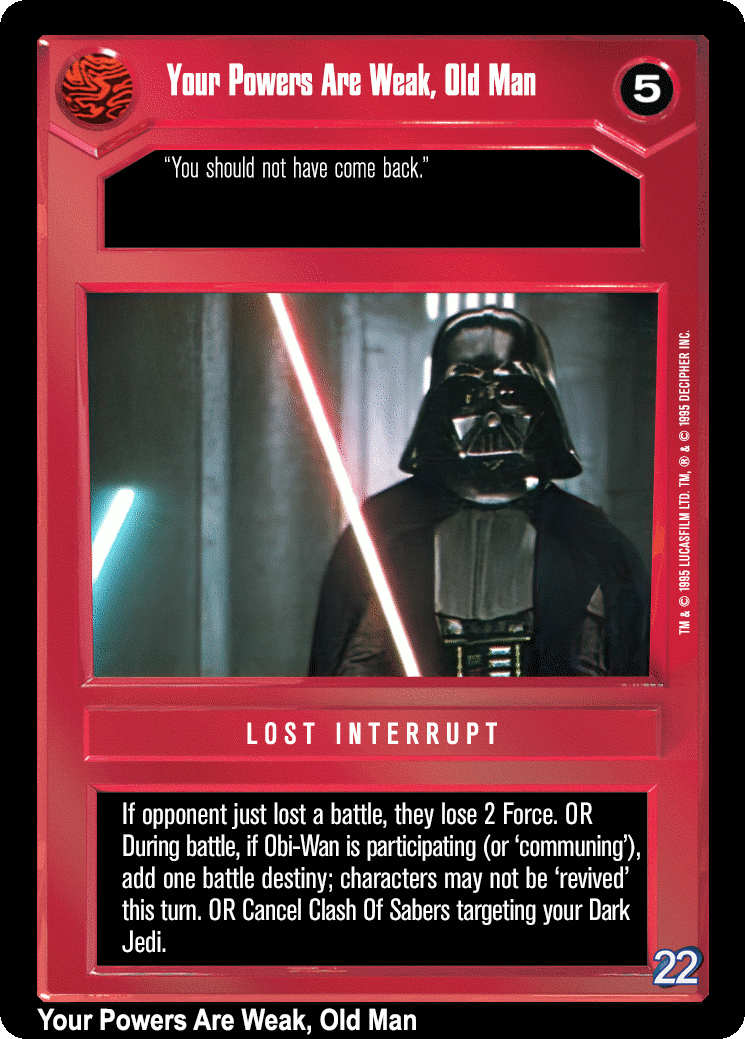 Your Powers Are Weak, Old Man
5
“You should not have come back.”
TM & © 1995 LUCASFILM LTD. TM, ® & © 1995 DECIPHER INC.
LOST INTERRUPT
If opponent just lost a battle, they lose 2 Force. OR
During battle, if Obi-Wan is participating (or ‘communing’),
add one battle destiny; characters may not be ‘revived’
this turn. OR Cancel Clash Of Sabers targeting your Dark
Jedi.
22
Your Powers Are Weak, Old Man